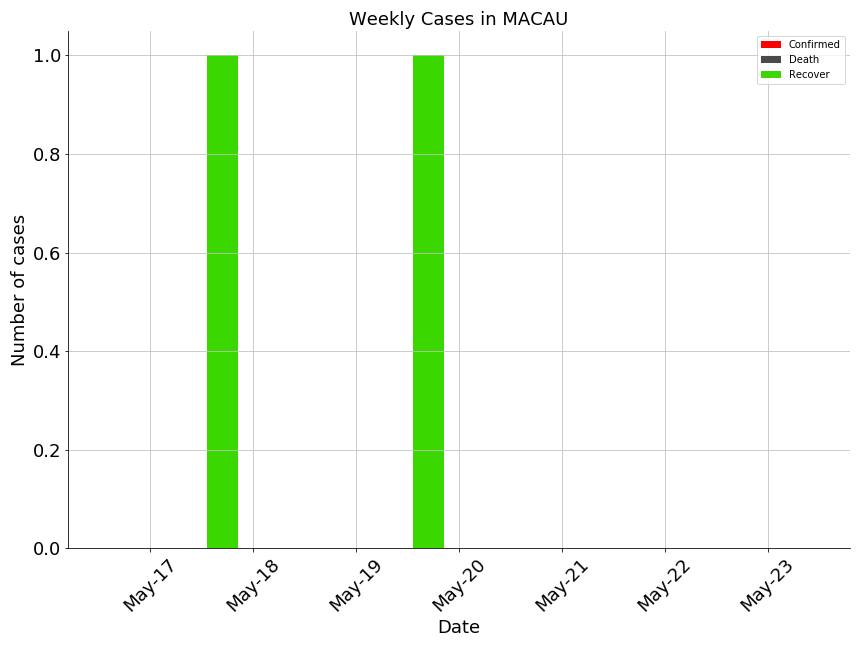 Weekly Cases in MACAU
Confirmed
Death
Recover
Number of cases
1.0
0.8
0.6
0.4
0.2
0.0
May-17
May-18
May-19
May-20
May-21
May-22
May-23
Date